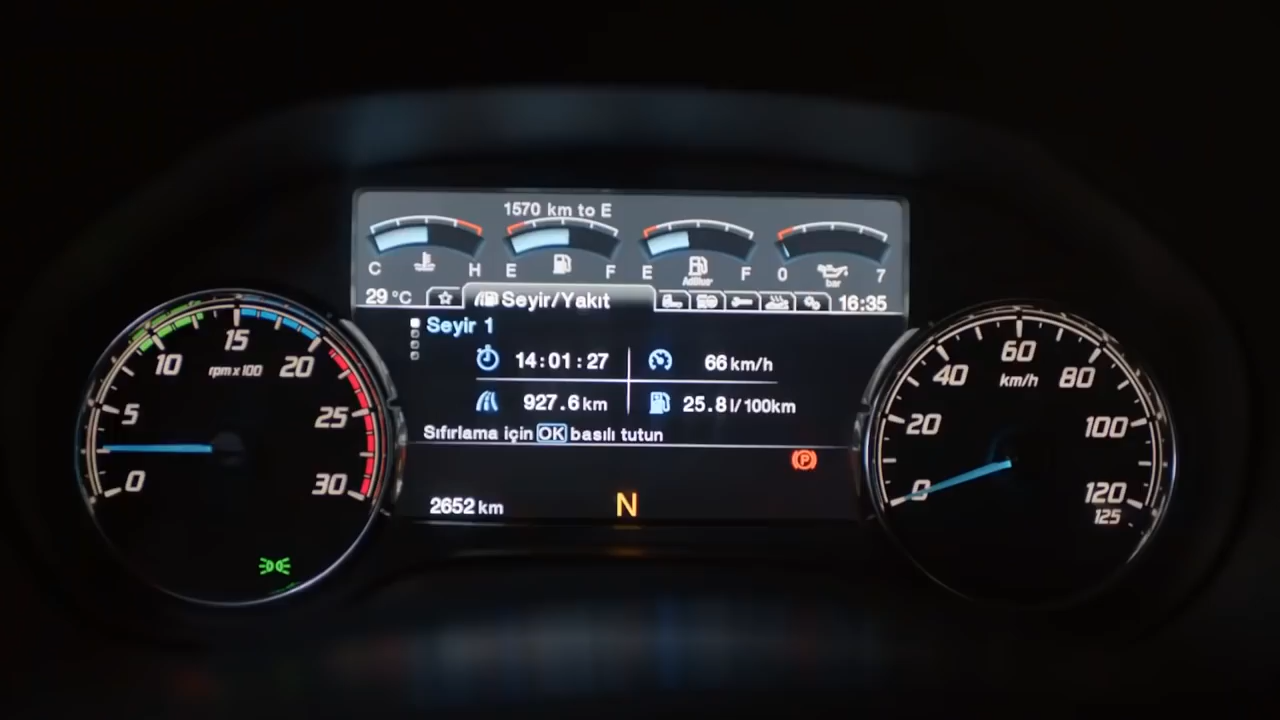 1570 km to E
C H E F E F 0 7
AdBlue bar
29 °C Seyir/Yakıt 16:35
Seyir 1
14:01:27 66 km/h
927.6 km 25.8 l/100km
Sıfırlama için OK basılı tutun
2652 km N
P
0 5 10 15 20 25 30
rpm x 100
0 20 40 60 80 100 120 125
km/h